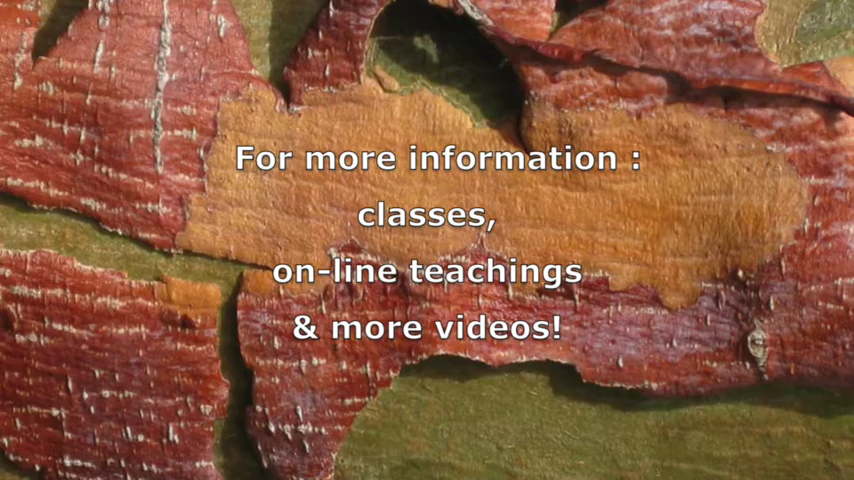 For more information :
classes,
on-line teachings
& more videos!